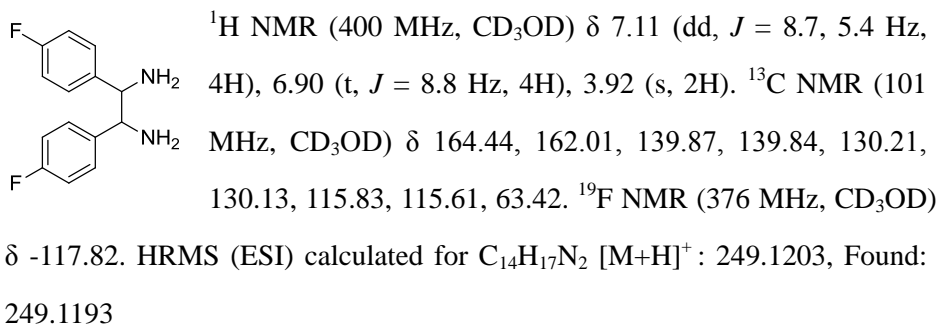 F
NH₂
NH₂
F
¹H NMR (400 MHz, CD₃OD) δ 7.11 (dd, J = 8.7, 5.4 Hz,
4H), 6.90 (t, J = 8.8 Hz, 4H), 3.92 (s, 2H). ¹³C NMR (101
MHz, CD₃OD) δ 164.44, 162.01, 139.87, 139.84, 130.21,
130.13, 115.83, 115.61, 63.42. ¹⁹F NMR (376 MHz, CD₃OD)
δ -117.82. HRMS (ESI) calculated for C₁₄H₁₇N₂ [M+H]⁺ : 249.1203, Found:
249.1193